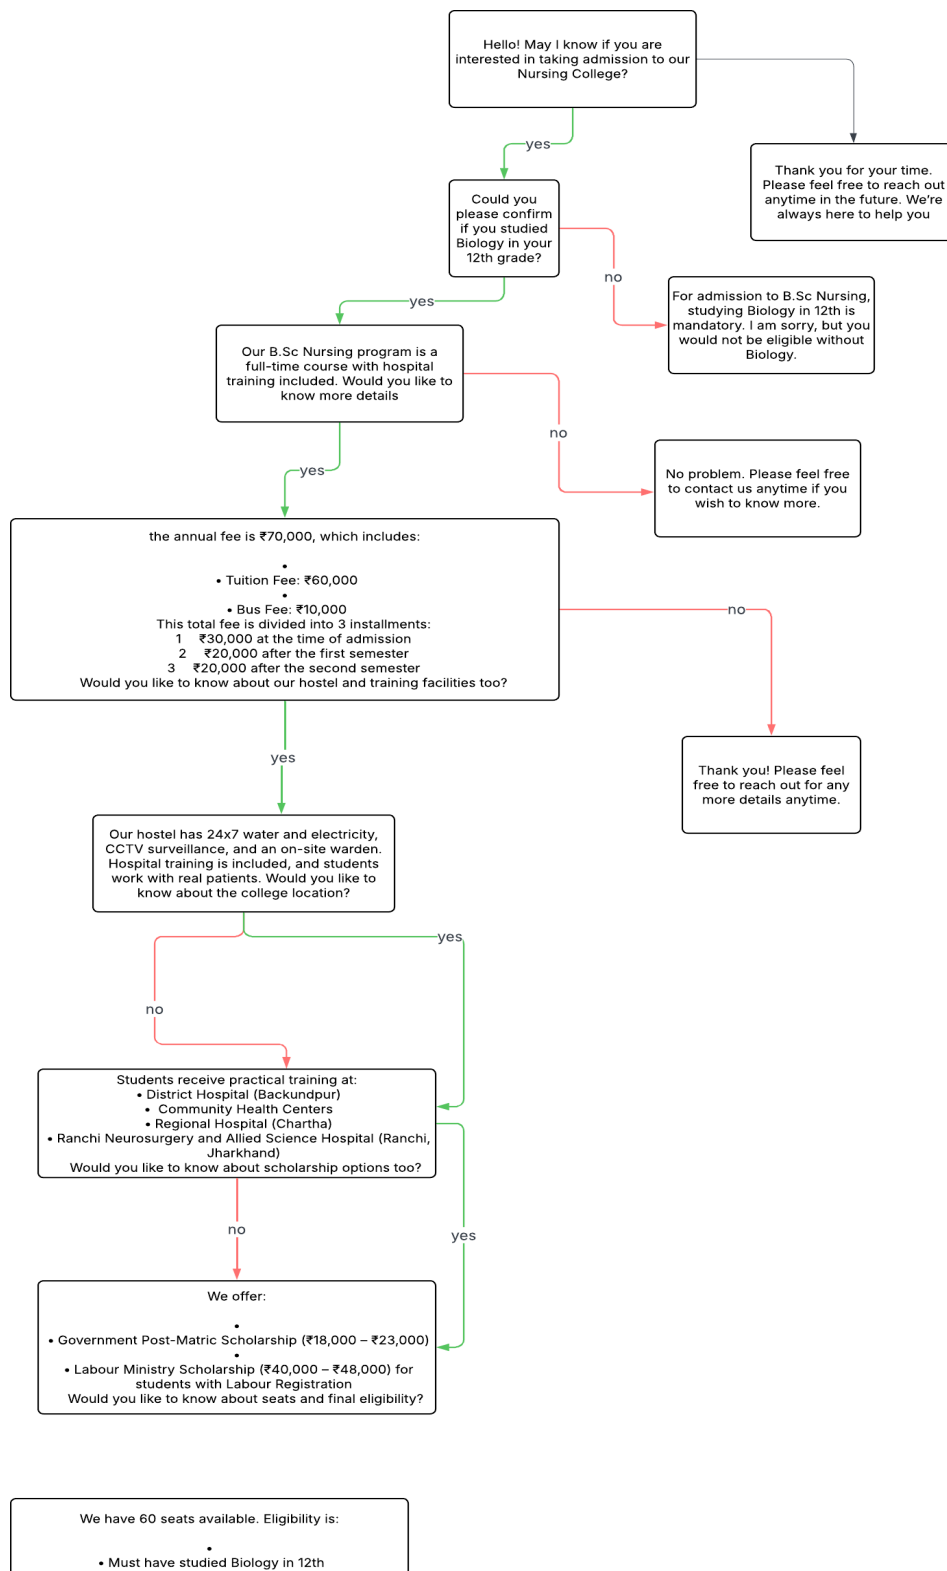 Hello! May I know if you are
interested in taking admission to our
Nursing College?
yes
Thank you for your time.
Please feel free to reach out
anytime in the future. We're
always here to help you
Could you
please confirm
if you studied
Biology in your
12th grade?
no
For admission to B.Sc Nursing,
studying Biology in 12th is
mandatory. I am sorry, but you
would not be eligible without
Biology.
yes
Our B.Sc Nursing program is a
full-time course with hospital
training included. Would you like to
know more details
no
No problem. Please feel free
to contact us anytime if you
wish to know more.
yes
the annual fee is ₹70,000, which includes:
•
• Tuition Fee: ₹60,000
•
• Bus Fee: ₹10,000
This total fee is divided into 3 installments:
1 ₹30,000 at the time of admission
2 ₹20,000 after the first semester
3 ₹20,000 after the second semester
Would you like to know about our hostel and training facilities too?
no
Thank you! Please feel
free to reach out for any
more details anytime.
yes
Our hostel has 24x7 water and electricity,
CCTV surveillance, and an on-site warden.
Hospital training is included, and students
work with real patients. Would you like to
know about the college location?
yes
no
Students receive practical training at:
• District Hospital (Backundpur)
• Community Health Centers
• Regional Hospital (Chartha)
• Ranchi Neurosurgery and Allied Science Hospital (Ranchi,
Jharkhand)
Would you like to know about scholarship options too?
no
yes
We offer:
•
• Government Post-Matric Scholarship (₹18,000 – ₹23,000)
•
• Labour Ministry Scholarship (₹40,000 – ₹48,000) for
students with Labour Registration
Would you like to know about seats and final eligibility?
We have 60 seats available. Eligibility is:
•
• Must have studied Biology in 12th